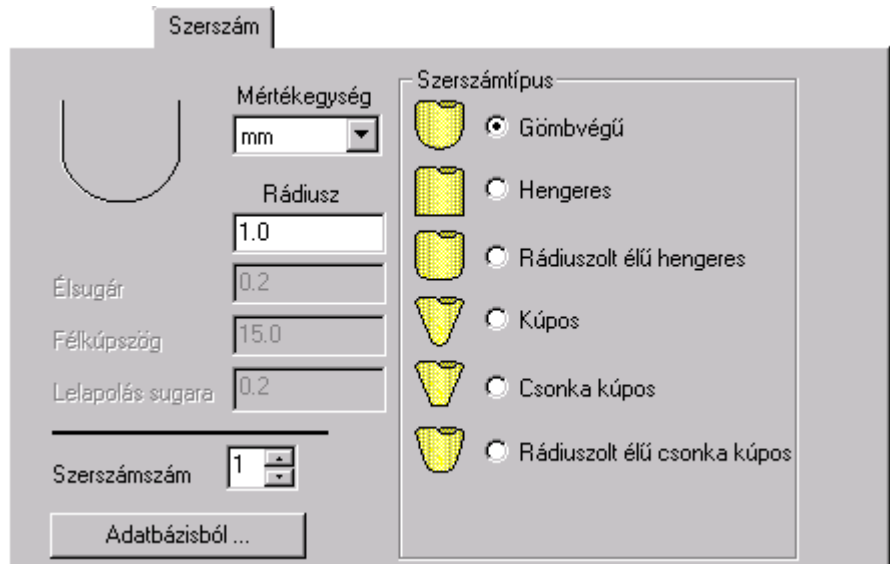 Szerszám
Mértékegység
mm
Rádiusz
1.0
Élsugár
0.2
Félkúpszög
15.0
Lelapolás sugara
0.2
Szerszámszám
1
Adatbázisból ...
Szerszámtípus
Gömbvégű
Hengeres
Rádiuszolt élű hengeres
Kúpos
Csonka kúpos
Rádiuszolt élű csonka kúpos